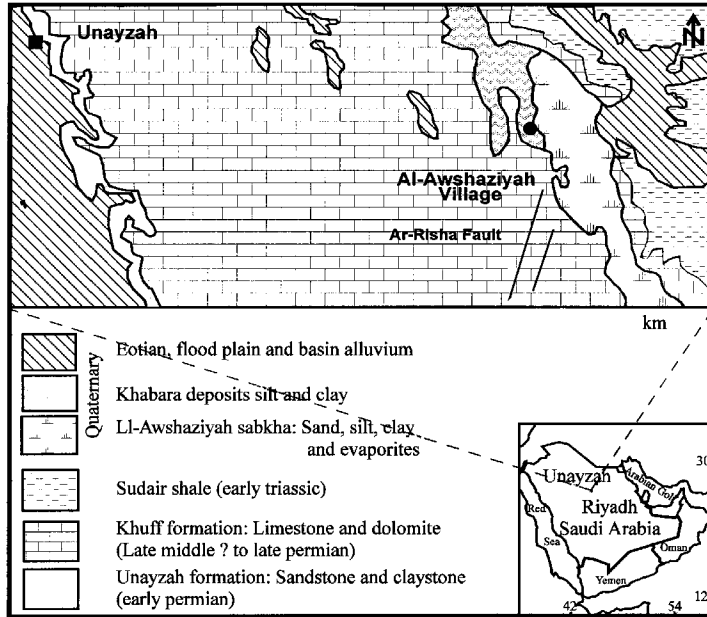 Unayzah
N
Al-Awshaziyah
Village
Ar-Risha Fault
km
Quaternary
Eotian, flood plain and basin alluvium
Khabara deposits silt and clay
Ll-Awshaziyah sabkha: Sand, silt, clay
and evaporites
Sudair shale (early triassic)
Khuff formation: Limestone and dolomite
(Late middle ? to late permian)
Unayzah formation: Sandstone and claystone
(early permian)
30
Unayzah
Arabian Golf
Riyadh
Red
Saudi Arabia
Sea
Oman
Yemen
12
42
54